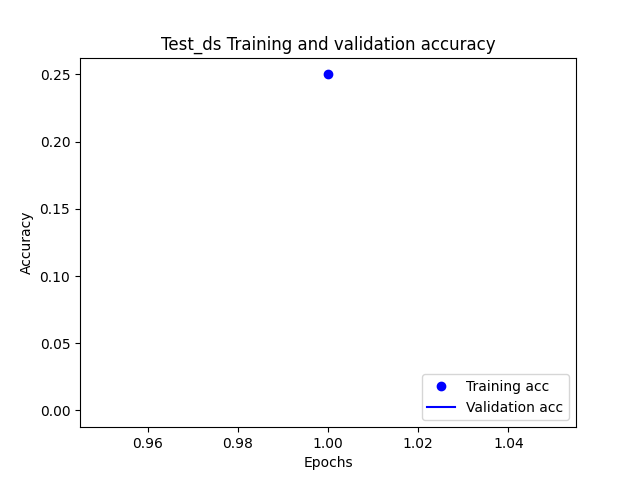 Test_ds Training and validation accuracy
0.25
0.20
0.15
0.10
0.05
0.00
Accuracy
Training acc
Validation acc
0.96 0.98 1.00 1.02 1.04
Epochs